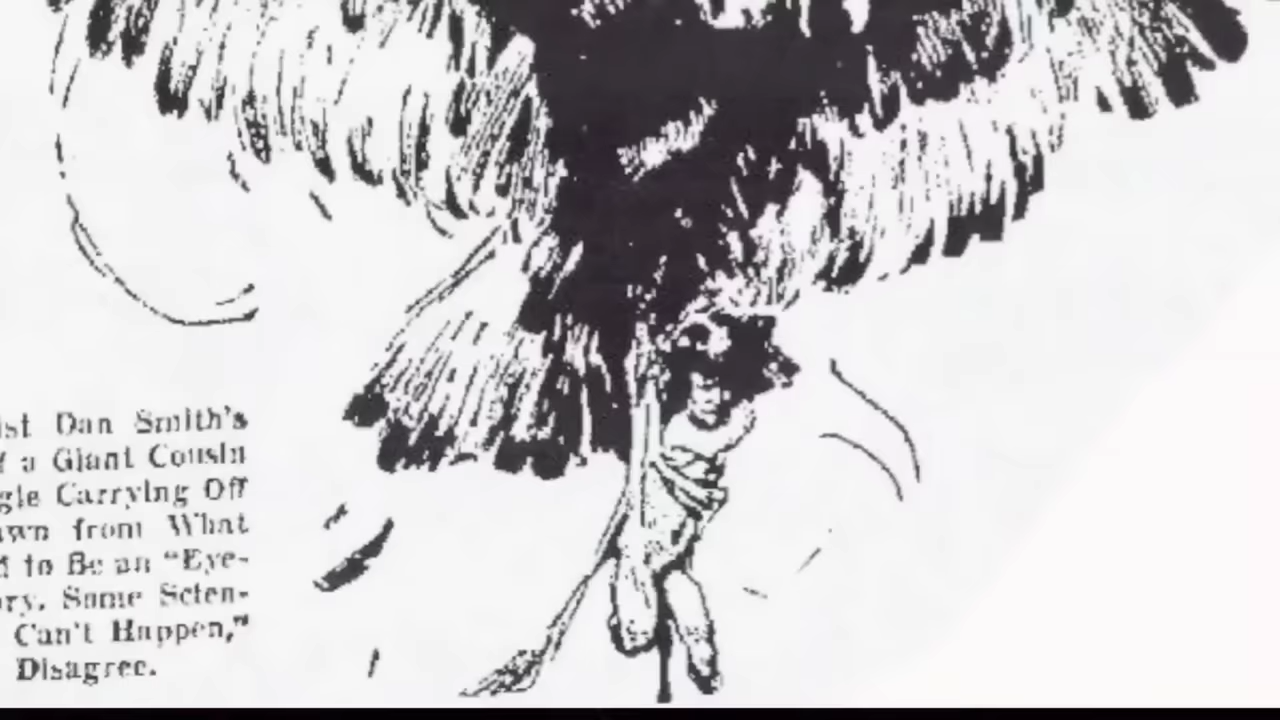 ist Dan Smith's
f a Giant Cousin
gle Carrying Off
awn from What
d to Be an "Eye-
ory. Some Scien-
Can't Happen,"
Disagree.